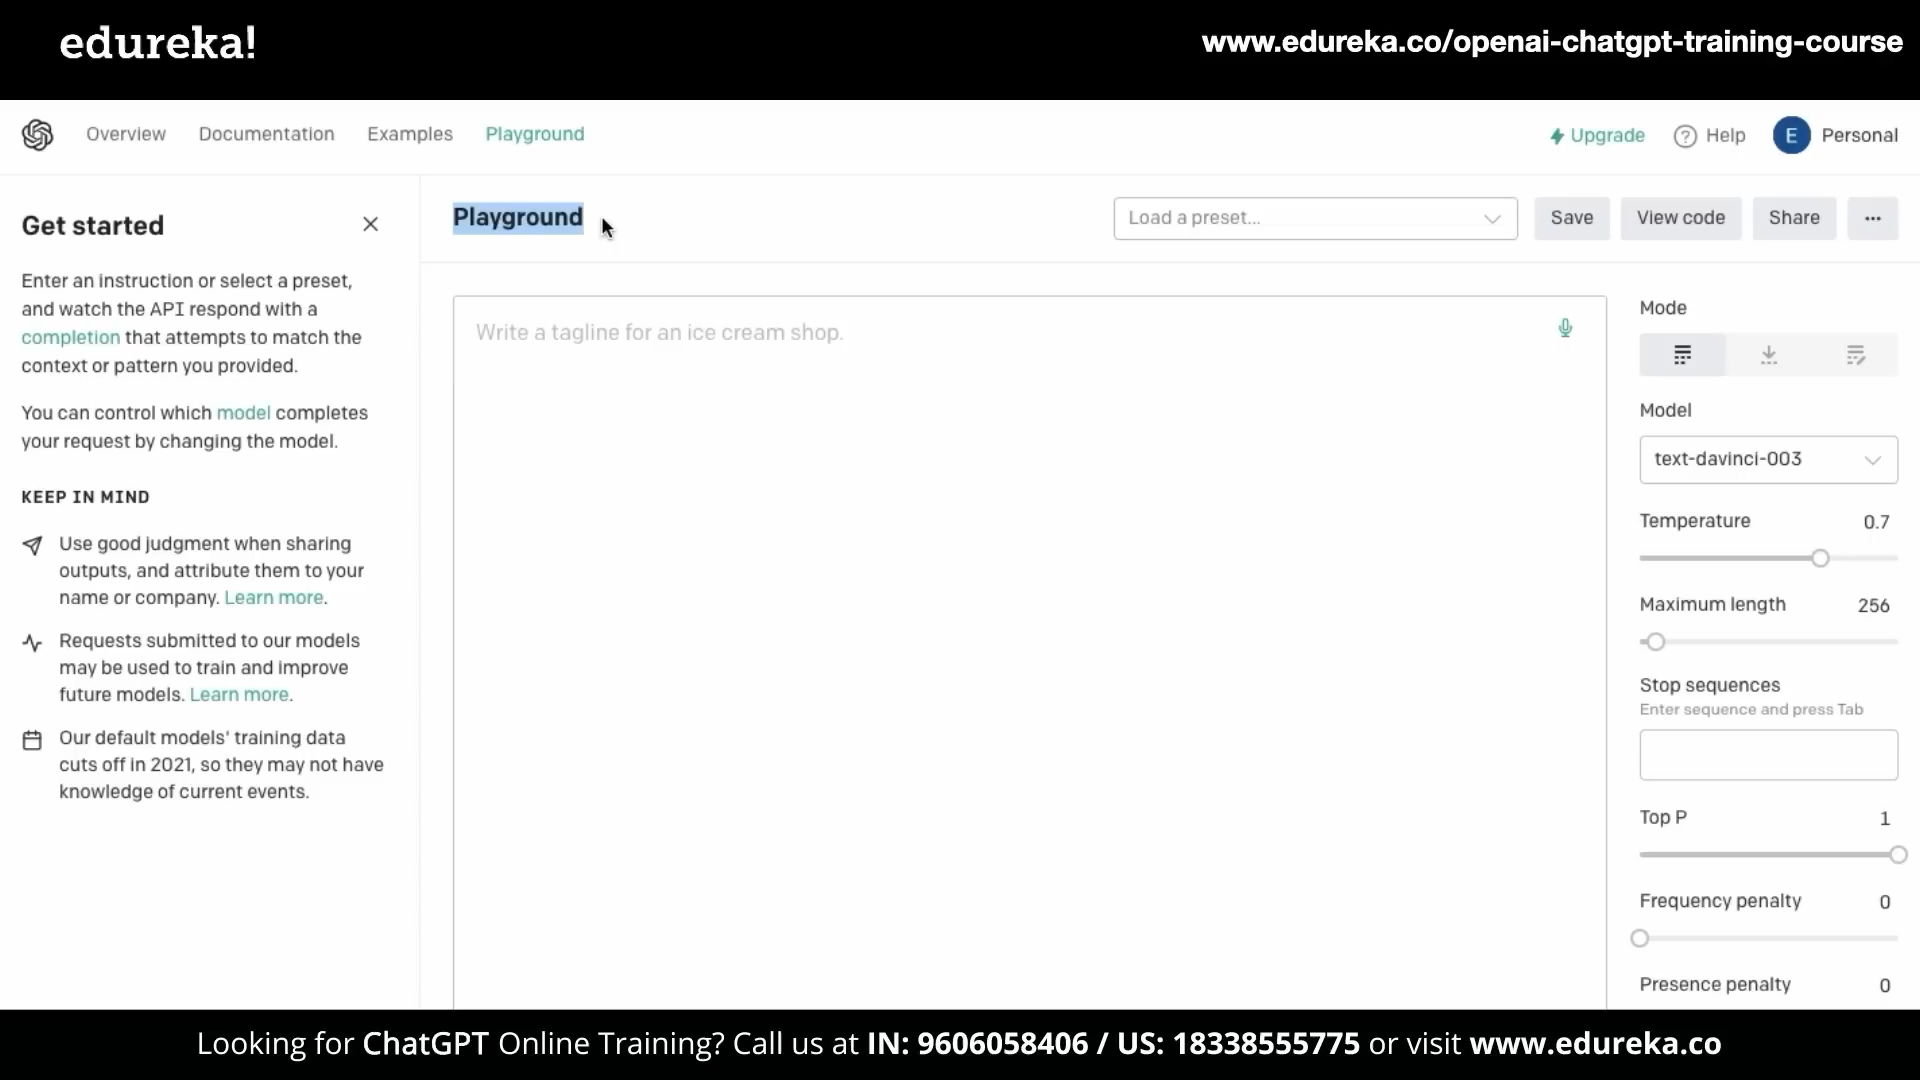 edureka!
www.edureka.co/openai-chatgpt-training-course
Overview
Documentation
Examples
Playground
Upgrade
Help
E
Personal
Get started
Enter an instruction or select a preset,
and watch the API respond with a
completion that attempts to match the
context or pattern you provided.
You can control which model completes
your request by changing the model.
KEEP IN MIND
Use good judgment when sharing
outputs, and attribute them to your
name or company. Learn more.
Requests submitted to our models
may be used to train and improve
future models. Learn more.
Our default models' training data
cuts off in 2021, so they may not have
knowledge of current events.
Playground
Load a preset...
Save
View code
Share
...
Write a tagline for an ice cream shop.
Mode
Model
text-davinci-003
Temperature 0.7
Maximum length 256
Stop sequences
Enter sequence and press Tab
Top P 1
Frequency penalty 0
Presence penalty 0
Looking for ChatGPT Online Training? Call us at IN: 9606058406 / US: 18338555775 or visit www.edureka.co